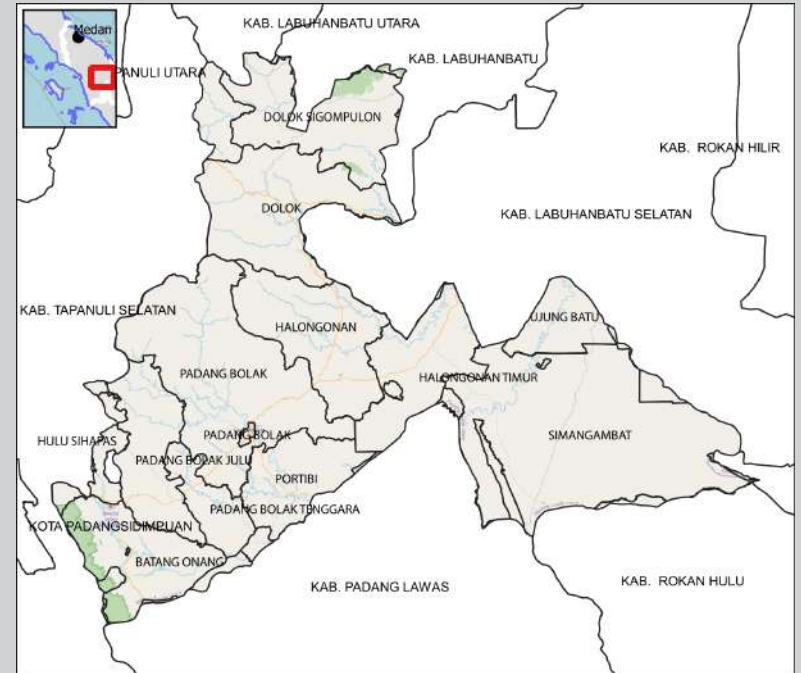 KAB. LABUHANBATU UTARA
Medan
KAB. LABUHANBATU
PANULI UTARA
DOLOK SIGOMPULON
KAB. ROKAN HILIR
DOLOK
KAB. LABUHANBATU SELATAN
KAB. TAPANULI SELATAN
UJUNG BATU
HALONGONAN
PADANG BOLAK
HALONGONAN TIMUR
PADANG BOLAK
SIMANGAMBAT
HULU SIHAPAS
PADANG BOLAK JULU
PORTIBI
PADANG BOLAK TENGGARA
KOTA PADANGSIDIMPUAN
BATANG ONANG
KAB. PADANG LAWAS
KAB. ROKAN HULU